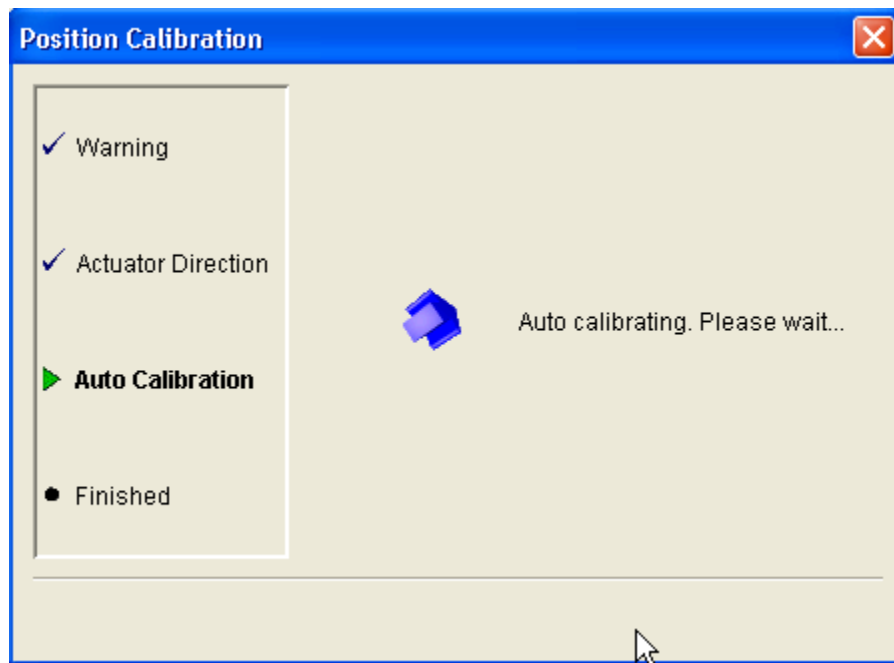 Position Calibration
Warning
Actuator Direction
Auto calibrating. Please wait...
Auto Calibration
Finished